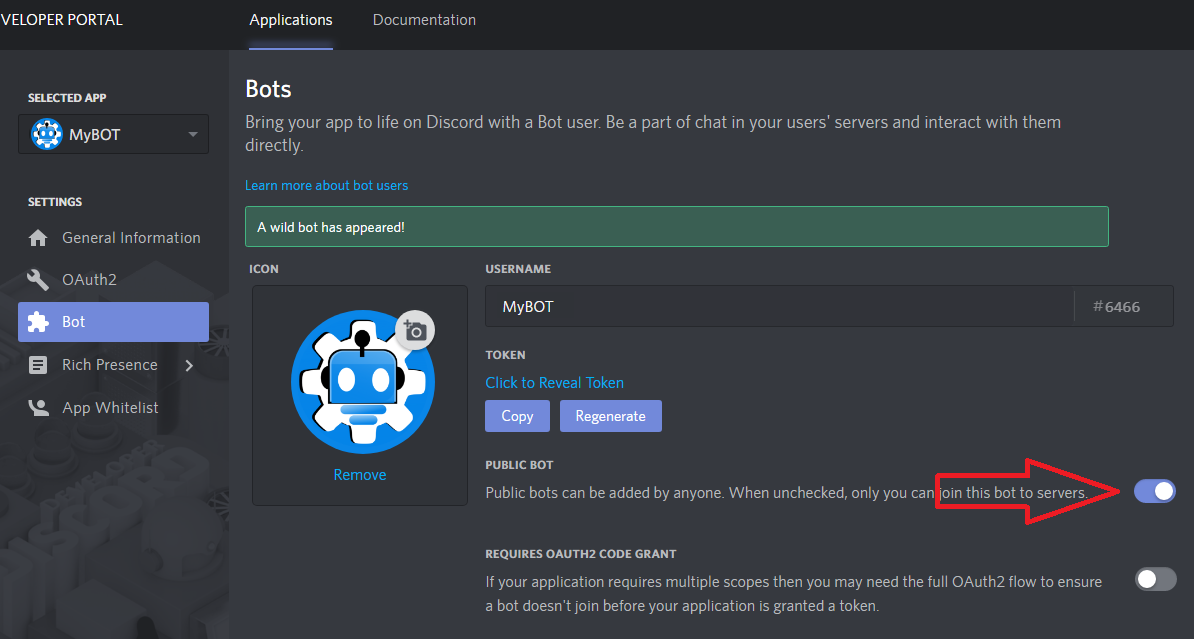 VELOPER PORTAL
Applications
Documentation
SELECTED APP
MyBOT
SETTINGS
General Information
OAuth2
Bot
Rich Presence
App Whitelist
Bots
Bring your app to life on Discord with a Bot user. Be a part of chat in your users' servers and interact with them
directly.
Learn more about bot users
A wild bot has appeared!
ICON
Remove
USERNAME
MyBOT
#6466
TOKEN
Click to Reveal Token
Copy
Regenerate
PUBLIC BOT
Public bots can be added by anyone. When unchecked, only you can join this bot to servers.
REQUIRES OAUTH2 CODE GRANT
If your application requires multiple scopes then you may need the full OAuth2 flow to ensure
a bot doesn't join before your application is granted a token.